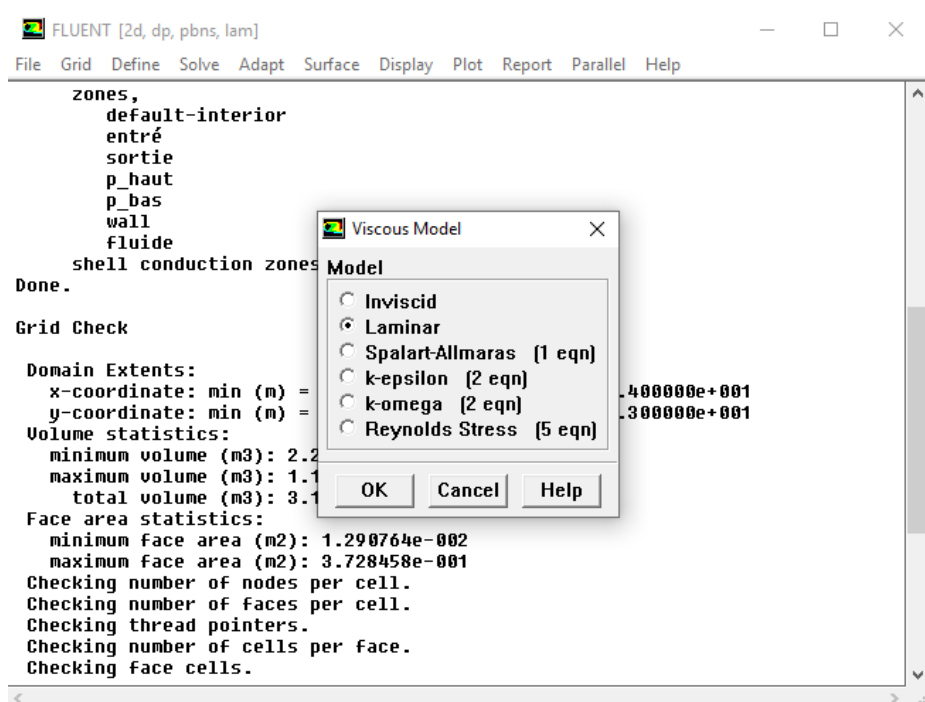 FLUENT [2d, dp, pbns, lam]
File Grid Define Solve Adapt Surface Display Plot Report Parallel Help
zones,
default-interior
entré
sortie
p_haut
p_bas
wall
fluide
shell conduction zones
Done.
Grid Check
Domain Extents:
x-coordinate: min (m) = .400000e+001
y-coordinate: min (m) = .300000e+001
Volume statistics:
minimum volume (m3): 2.2
maximum volume (m3): 1.1
total volume (m3): 3.1
Face area statistics:
minimum face area (m2): 1.290764e-002
maximum face area (m2): 3.728458e-001
Checking number of nodes per cell.
Checking number of faces per cell.
Checking thread pointers.
Checking number of cells per face.
Checking face cells.
Viscous Model
Model
Inviscid
Laminar
Spalart-Allmaras (1 eqn)
k-epsilon (2 eqn)
k-omega (2 eqn)
Reynolds Stress (5 eqn)
OK Cancel Help